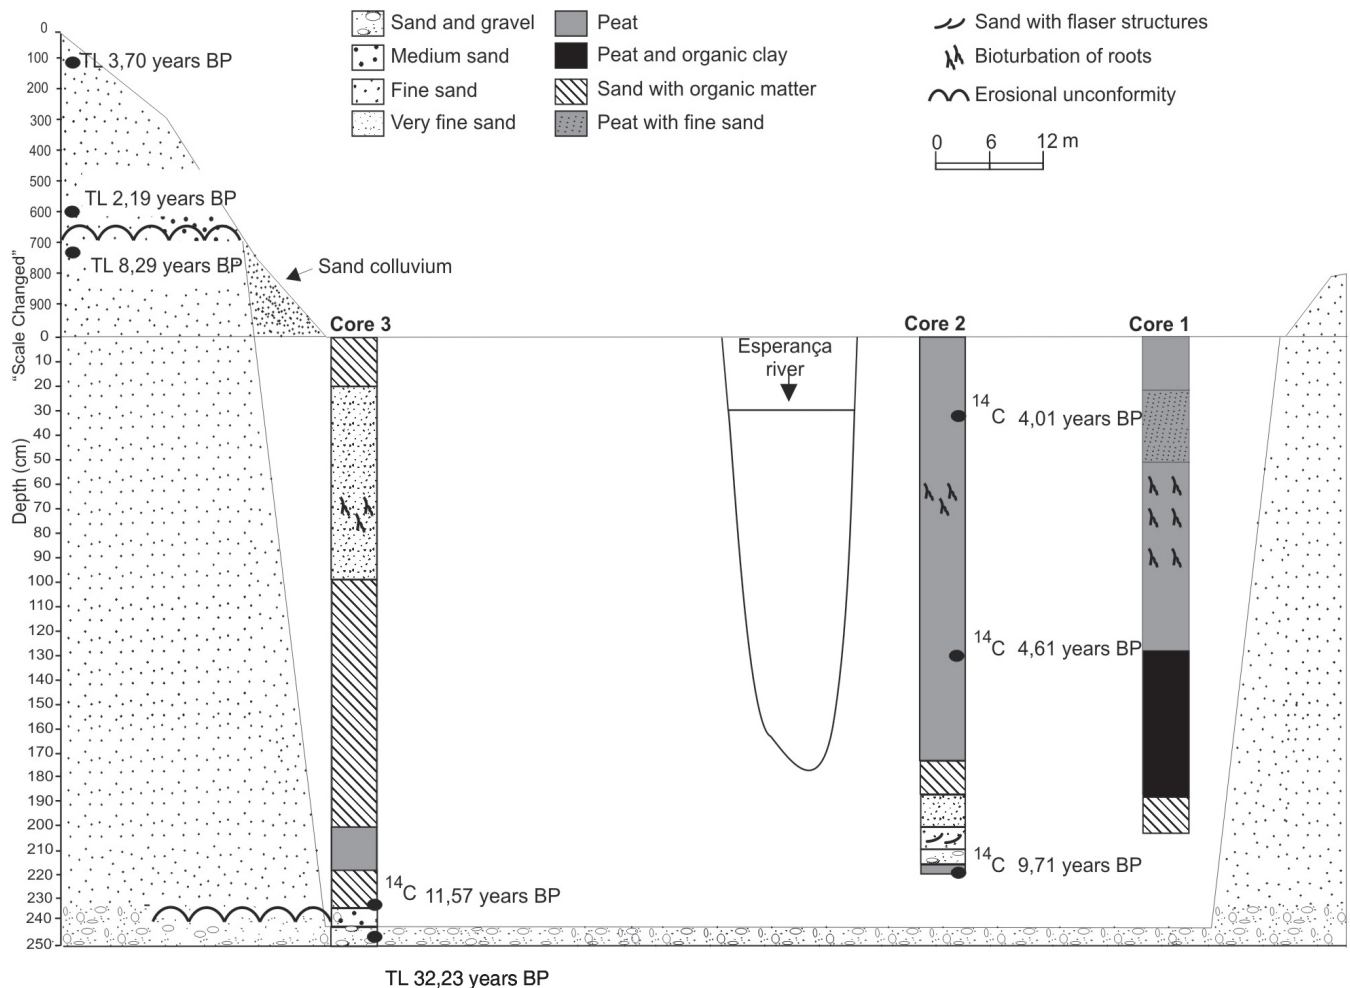 Sand and gravel
Medium sand
Fine sand
Very fine sand
Peat
Peat and organic clay
Sand with organic matter
Peat with fine sand
Sand with flaser structures
Bioturbation of roots
Erosional unconformity
0 6 12 m
0
100
200
300
400
500
600
700
800
900
0
10
20
30
40
50
60
70
80
90
100
110
120
130
140
150
160
170
180
190
200
210
220
230
240
250
Depth (cm)
"Scale Changed"
TL 3,70 years BP
TL 2,19 years BP
TL 8,29 years BP
Sand colluvium
Core 3
Esperança
river
Core 2
Core 1
14C 4,01 years BP
14C 4,61 years BP
14C 9,71 years BP
14C 11,57 years BP
TL 32,23 years BP